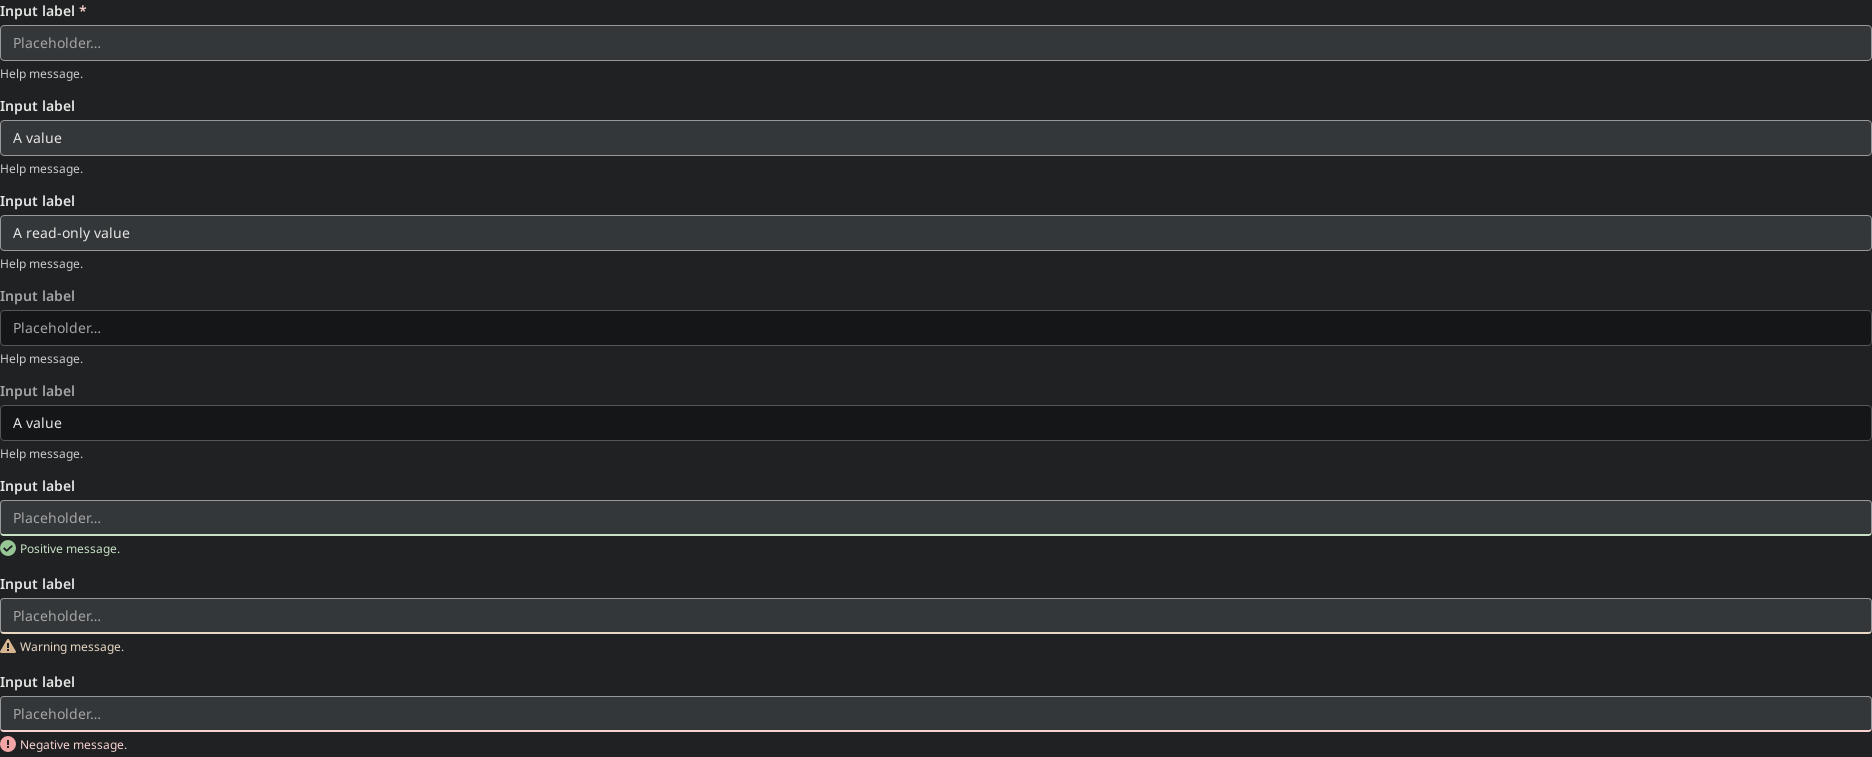 Input label *
Placeholder...
Help message.
Input label
A value
Help message.
Input label
A read-only value
Help message.
Input label
Placeholder...
Help message.
Input label
A value
Help message.
Input label
Placeholder...
Positive message.
Input label
Placeholder...
Warning message.
Input label
Placeholder...
Negative message.